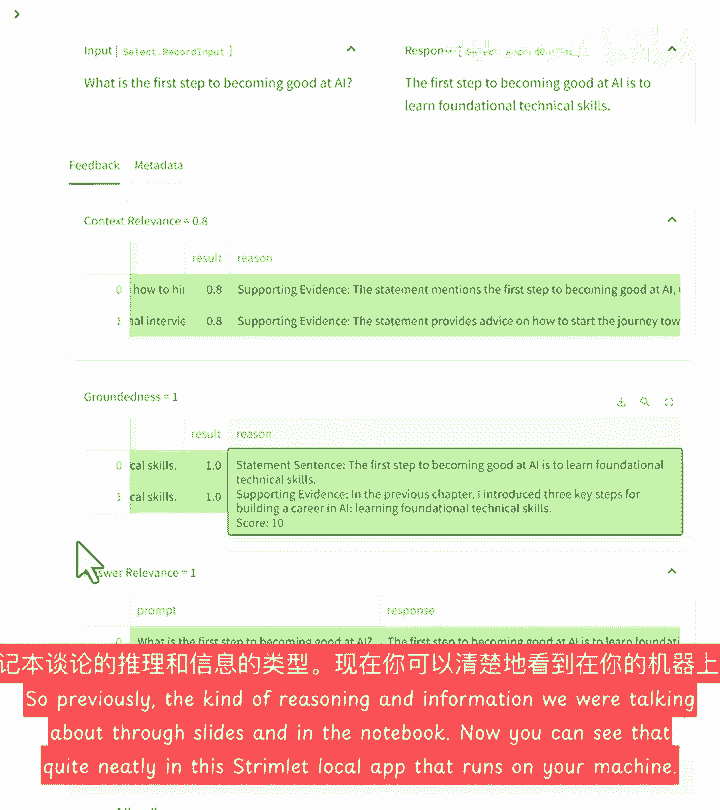 Input [ Select.RecordInput ]
What is the first step to becoming good at AI?
The first step to becoming good at AI is to
learn foundational technical skills.
Feedback Metadata
Context Relevance = 0.8
result reason
0 how to hir 0.8 Supporting Evidence: The statement mentions the first step to becoming good at AI,
1 nal intervie 0.8 Supporting Evidence: The statement provides advice on how to start the journey tow
Groundedness = 1
result reason
0 cal skills. 1.0 Statement Sentence: The first step to becoming good at AI is to learn foundational
technical skills.
1 cal skills. 1.0 Supporting Evidence: In the previous chapter, I introduced three key steps for
building a career in AI: learning foundational technical skills.
Score: 10
swer Relevance = 1
prompt response
0 What is the first step to becoming good at AI? The first step to becoming good at AI is to learn foundati
记本谈论的推理和信息的类型。现在你可以清楚地看到在你的机器上
So previously, the kind of reasoning and information we were talking
about through slides and in the notebook. Now you can see that
quite neatly in this Strimlet local app that runs on your machine.